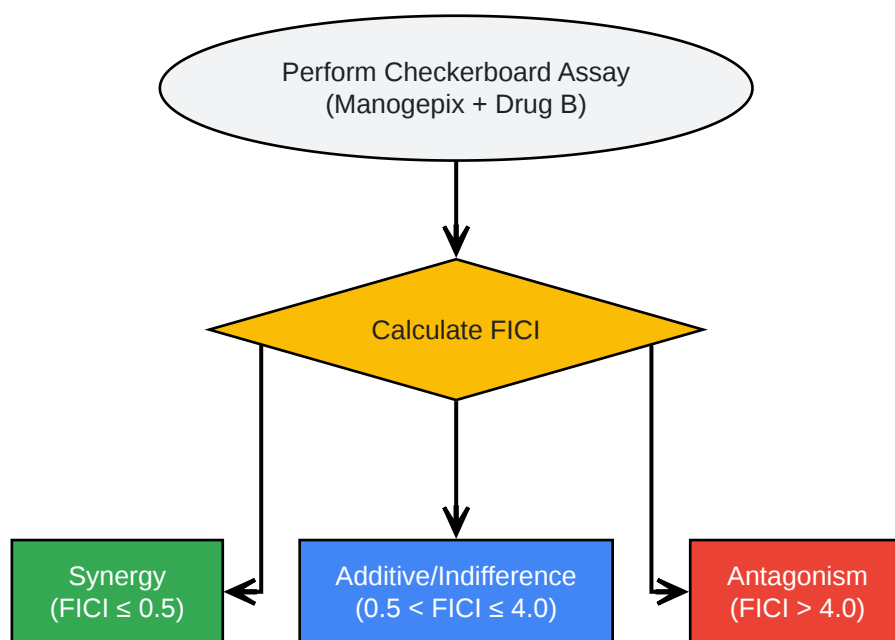 Perform Checkerboard Assay
(Manogepix + Drug B)
Calculate FICI
Synergy
(FICI ≤ 0.5)
Additive/Indifference
(0.5 < FICI ≤ 4.0)
Antagonism
(FICI > 4.0)